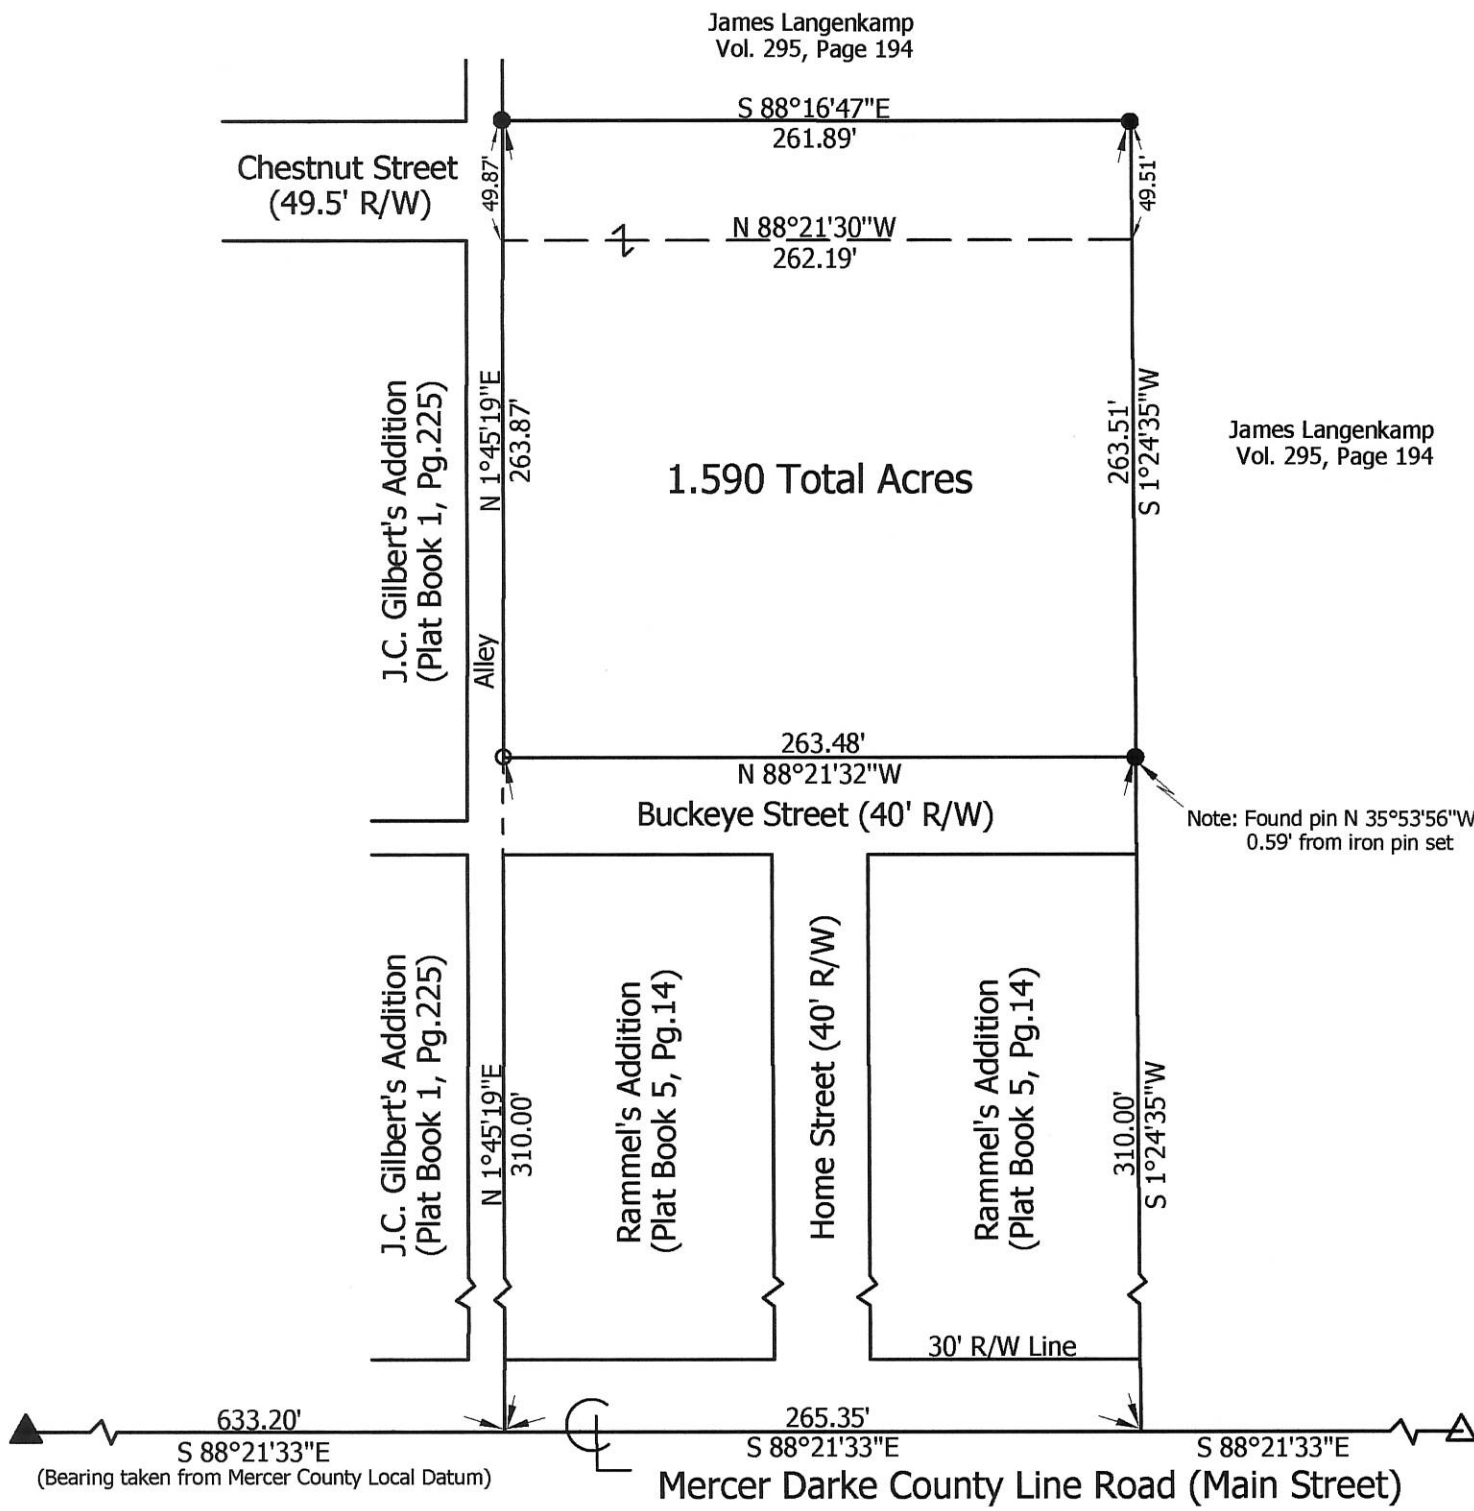 James Langenkamp
Vol. 295, Page 194
S 88°16'47"E
261.89'
Chestnut Street
(49.5' R/W)
49.87'
49.51'
N 88°21'30"W
262.19'
J.C. Gilbert's Addition
(Plat Book 1, Pg.225)
N 1°45'19"E
263.87'
1.590 Total Acres
263.51'
S 1°24'35"W
James Langenkamp
Vol. 295, Page 194
Alley
263.48'
N 88°21'32"W
Buckeye Street (40' R/W)
Note: Found pin N 35°53'56"W
0.59' from iron pin set
J.C. Gilbert's Addition
(Plat Book 1, Pg.225)
N 1°45'19"E
310.00'
Rammel's Addition
(Plat Book 5, Pg.14)
Home Street (40' R/W)
Rammel's Addition
(Plat Book 5, Pg.14)
310.00'
S 1°24'35"W
30' R/W Line
633.20'
S 88°21'33"E
(Bearing taken from Mercer County Local Datum)
265.35'
S 88°21'33"E
S 88°21'33"E
Mercer Darke County Line Road (Main Street)